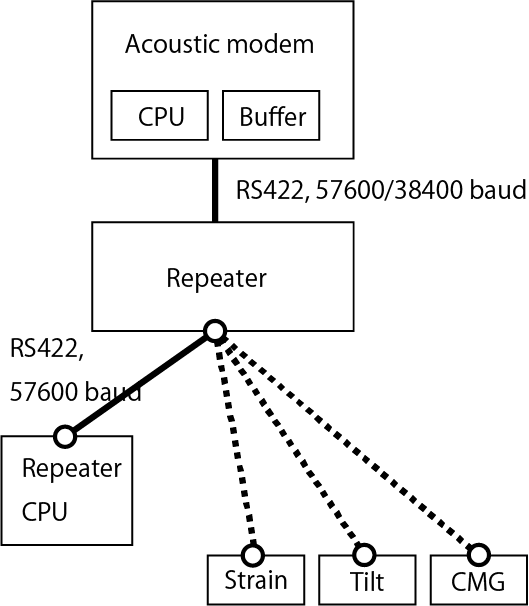 Acoustic modem
CPU
Buffer
RS422, 57600/38400 baud
Repeater
RS422,
57600 baud
Repeater
CPU
Strain
Tilt
CMG